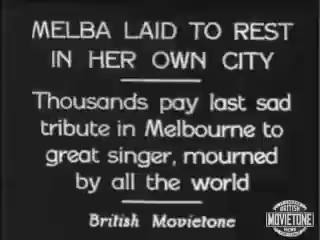 MELBA LAID TO REST
IN HER OWN CITY
Thousands pay last sad
tribute in Melbourne to
great singer, mourned
by all the world
British Movietone
BRITISH
MOVIETONE
NEWS